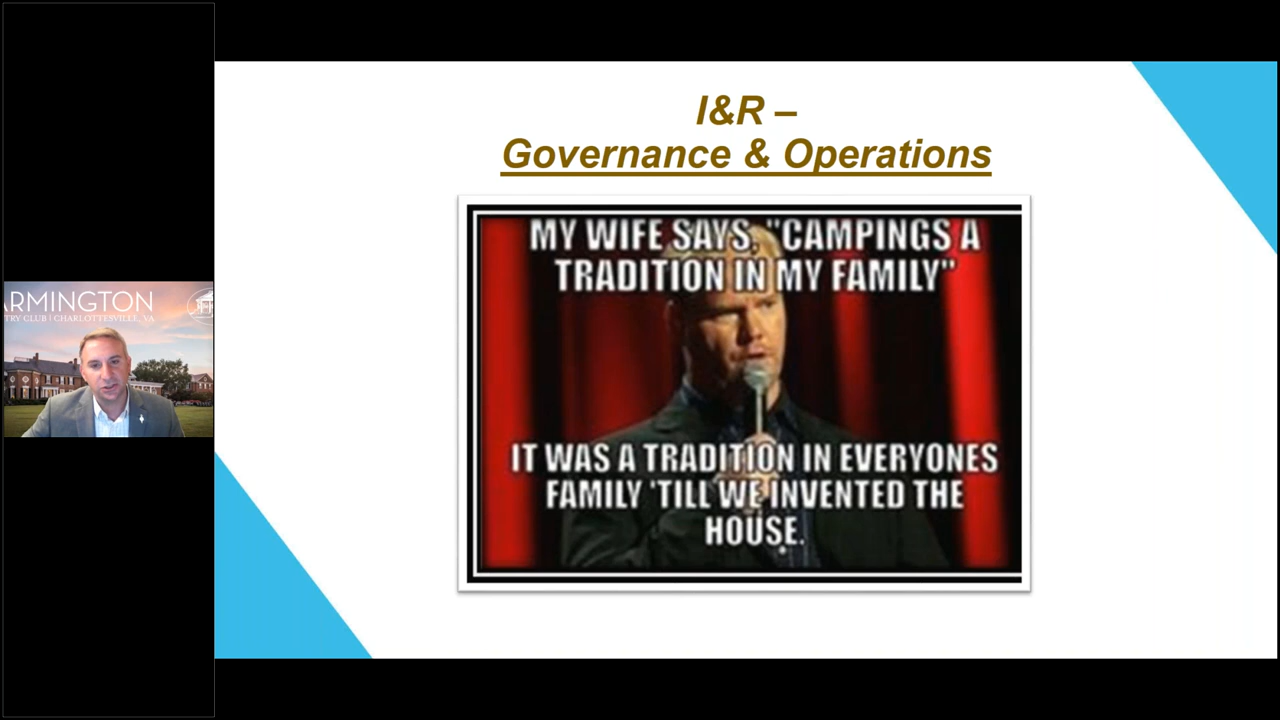 I&R –
Governance & Operations
MY WIFE SAYS, "CAMPINGS A
TRADITION IN MY FAMILY"
IT WAS A TRADITION IN EVERYONES
FAMILY 'TILL WE INVENTED THE
HOUSE.
ARMINGTON
TRY CLUB | CHARLOTTESVILLE, VA